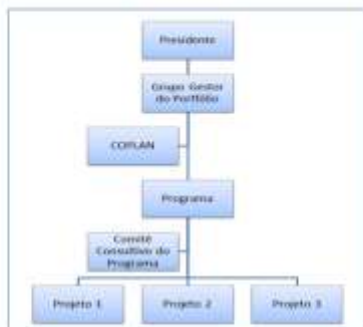 Presidente
Grupo Gestor
do Portfólio
COPLAN
Programa
Comitê
Consultivo do
Programa
Projeto 1
Projeto 2
Projeto 3